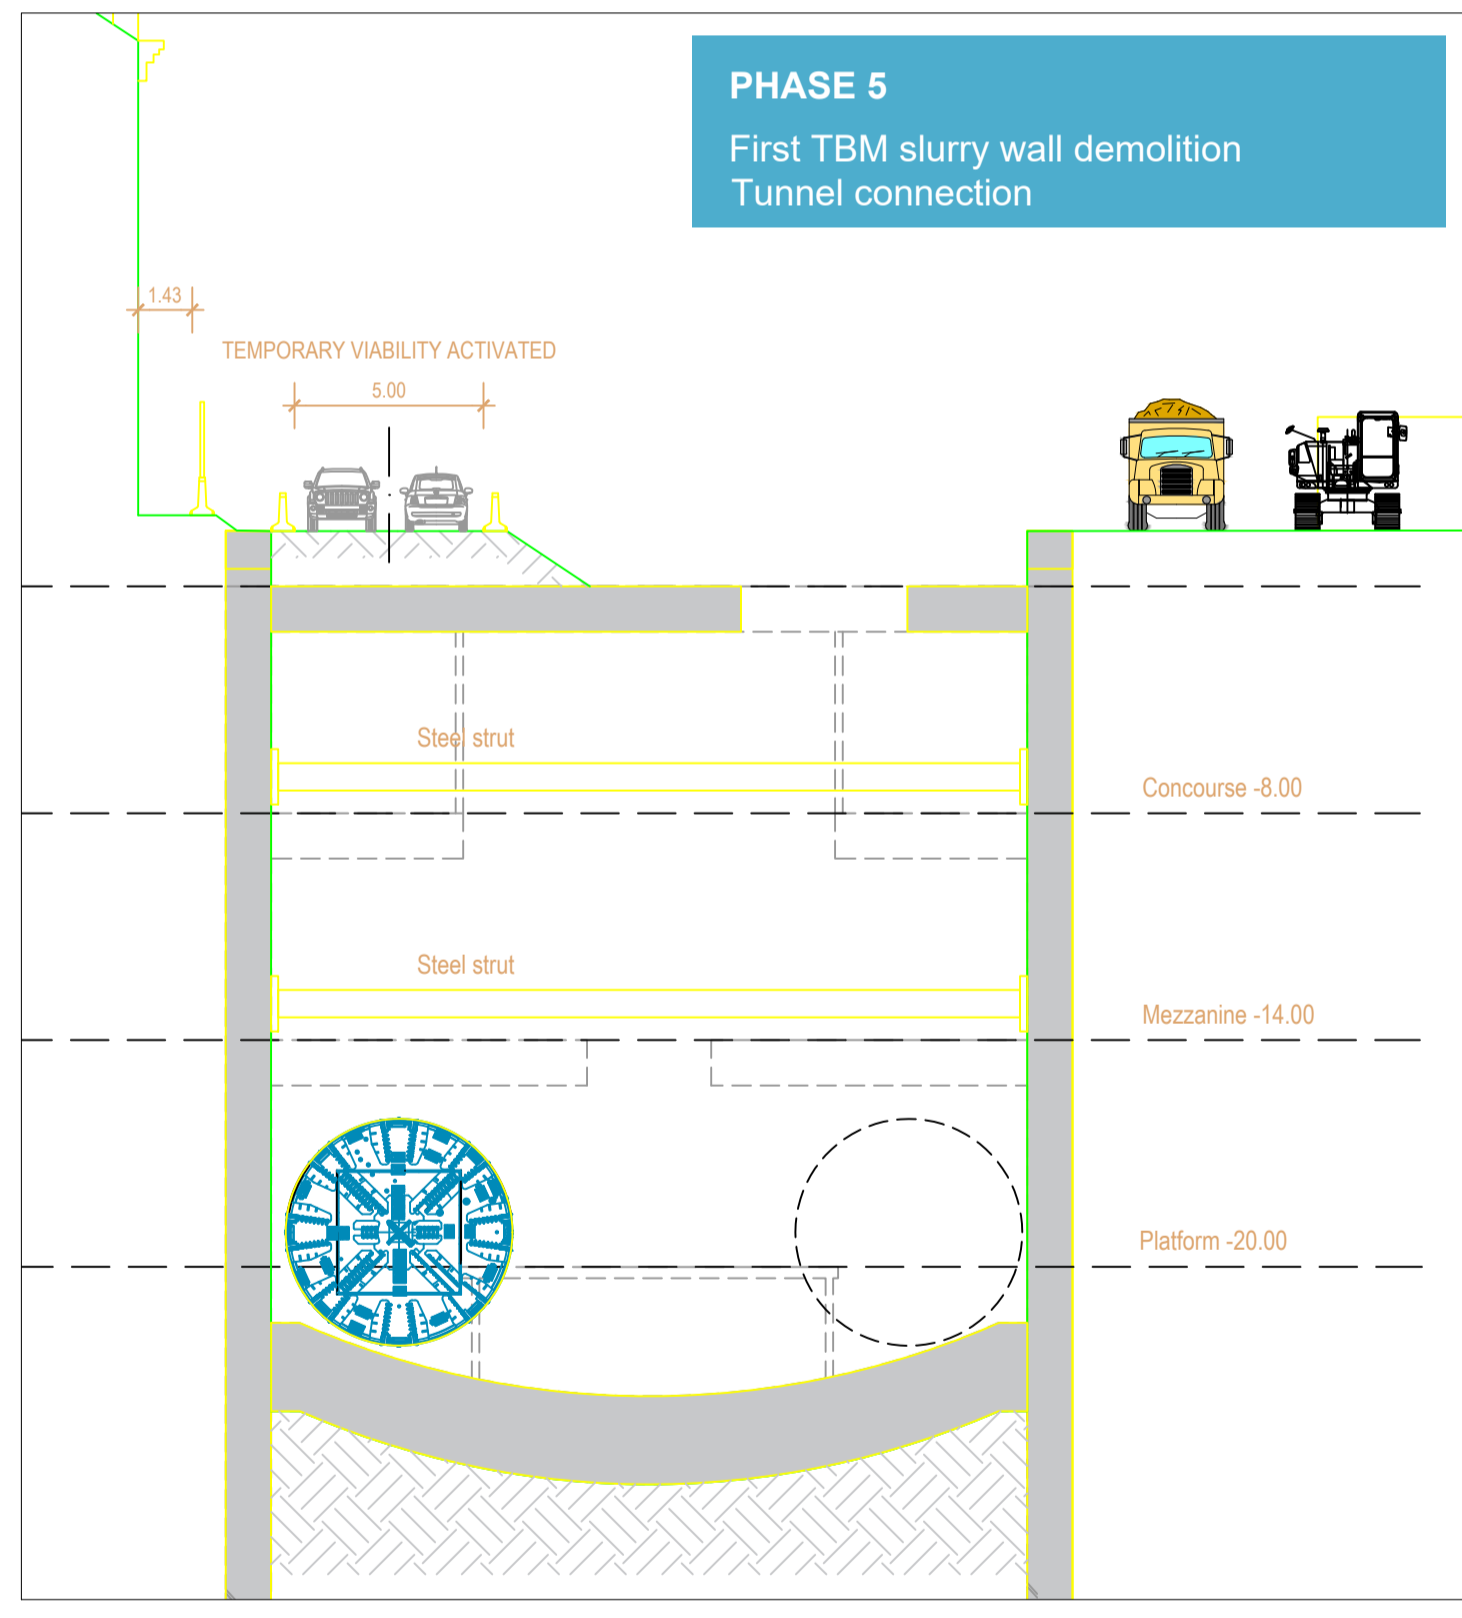 PHASE 5
First TBM slurry wall demolition
Tunnel connection
1.43
TEMPORARY VIABILITY ACTIVATED
5.00
Steel strut
Concourse -8.00
Steel strut
Mezzanine -14.00
Platform -20.00